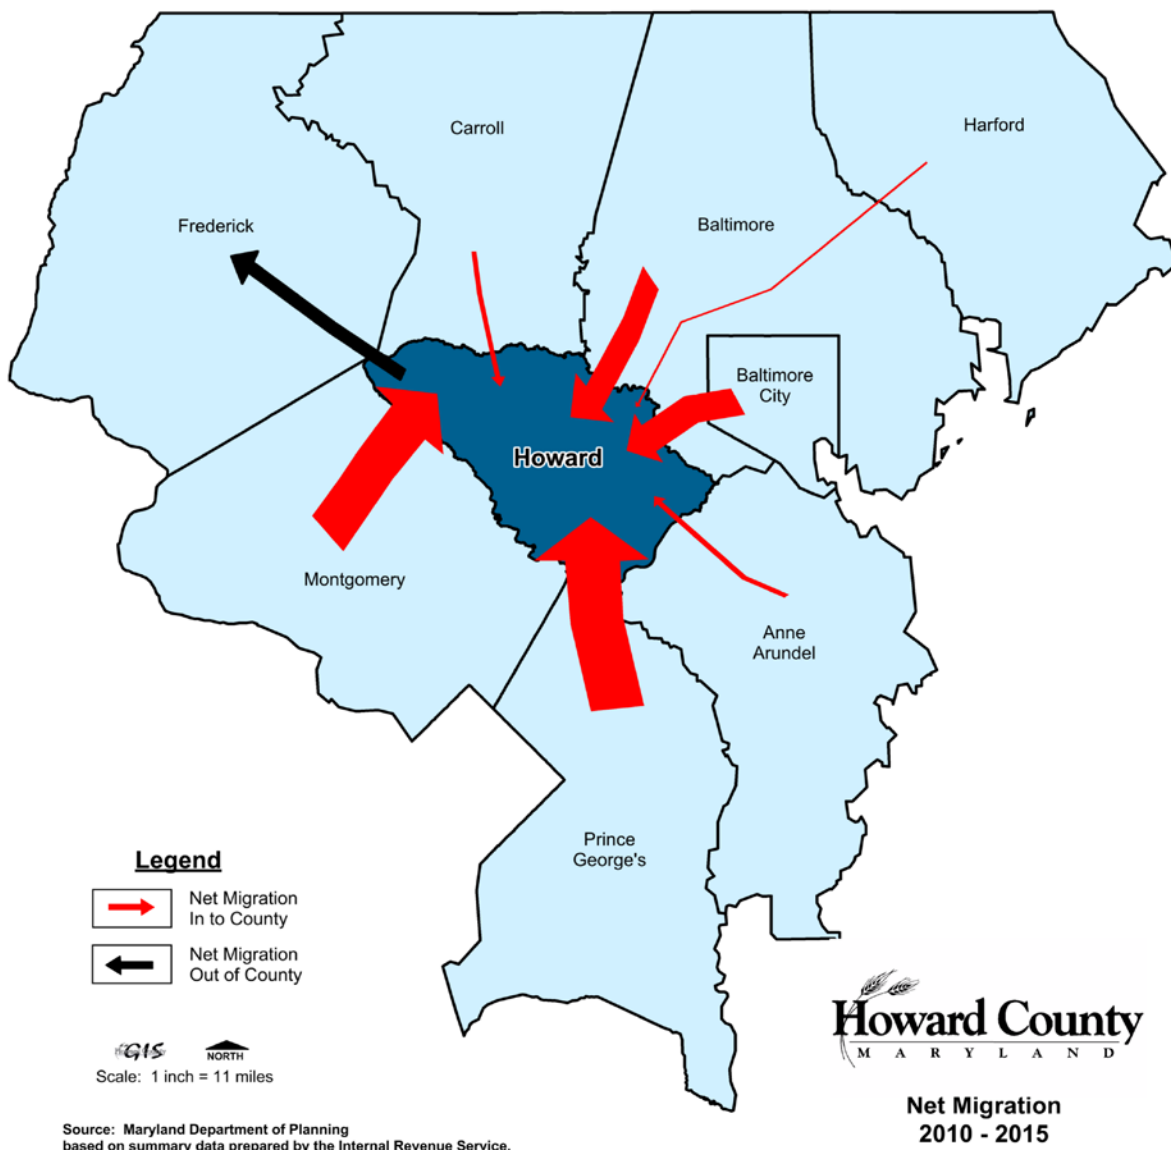 Carroll
Harford
Frederick
Baltimore
Baltimore
City
Howard
Montgomery
Anne
Arundel
Prince
George's
Legend
Net Migration
In to County
Net Migration
Out of County
GIS
NORTH
Scale: 1 inch = 11 miles
Howard County
MARYLAND
Net Migration
2010 - 2015
Source: Maryland Department of Planning
based on summary data prepared by the Internal Revenue Service.